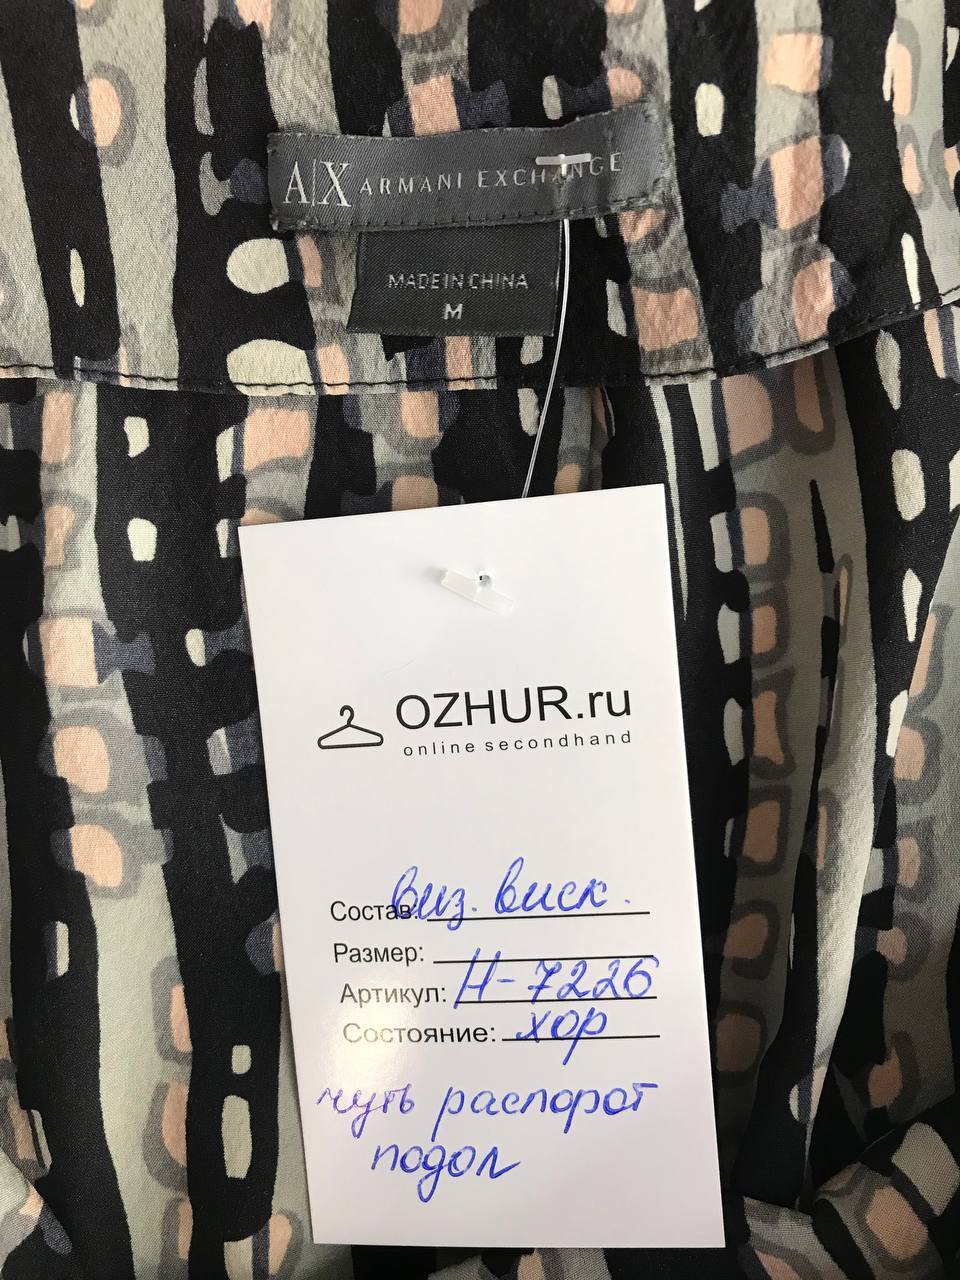 A|X ARMANI EXCHANGE
MADE IN CHINA
M
OZHUR.ru
online secondhand
Состав: виз. виск.
Размер:
Артикул: Н-7226
Состояние: хор
чуть распорот
подол